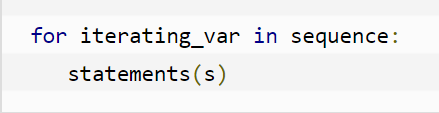 for iterating_var in sequence:
   statements(s)